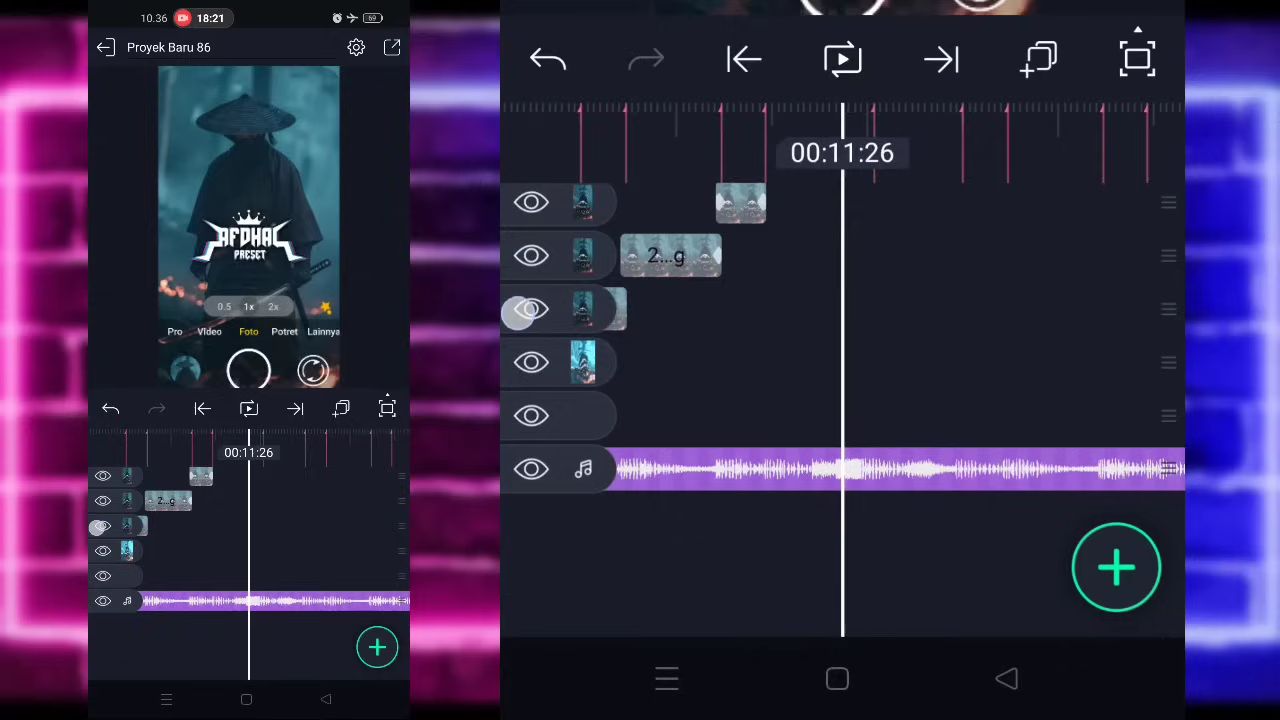 10.36 18:21 69
Proyek Baru 86
AFDHAL
PRESET
0.5 1x 2x
Pro Video Foto Potret Lainnya
00:11:26
2...g
00:11:26
2...g